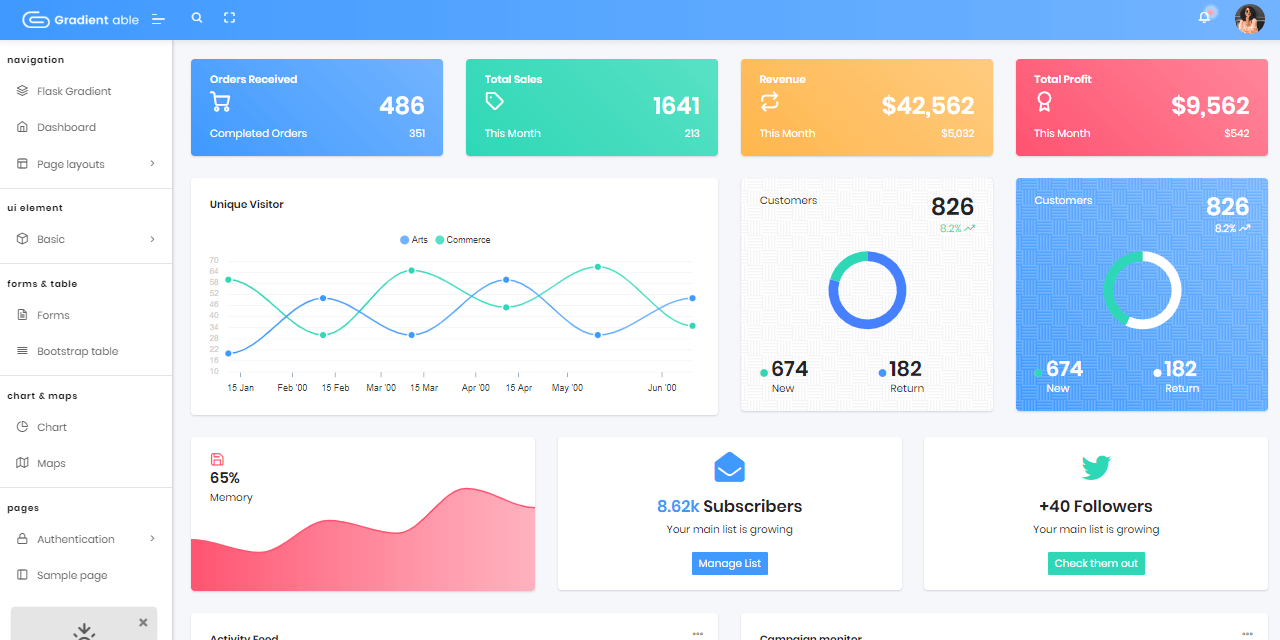 Gradient able
navigation
Flask Gradient
Dashboard
Page layouts
ui element
Basic
forms & table
Forms
Bootstrap table
chart & maps
Chart
Maps
pages
Authentication
Sample page
Orders Received
486
Completed Orders 351
Total Sales
1641
This Month 213
Revenue
$42,562
This Month $5,032
Total Profit
$9,562
This Month $542
Unique Visitor
Arts Commerce
70
64
58
52
46
40
34
28
22
16
10
15 Jan Feb '00 15 Feb Mar '00 15 Mar Apr '00 15 Apr May '00 Jun '00
Customers 826
8.2%
674 182
New Return
Customers 826
8.2%
674 182
New Return
65%
Memory
8.62k Subscribers
Your main list is growing
Manage List
+40 Followers
Your main list is growing
Check them out
Activity Feed
Campaign monitor